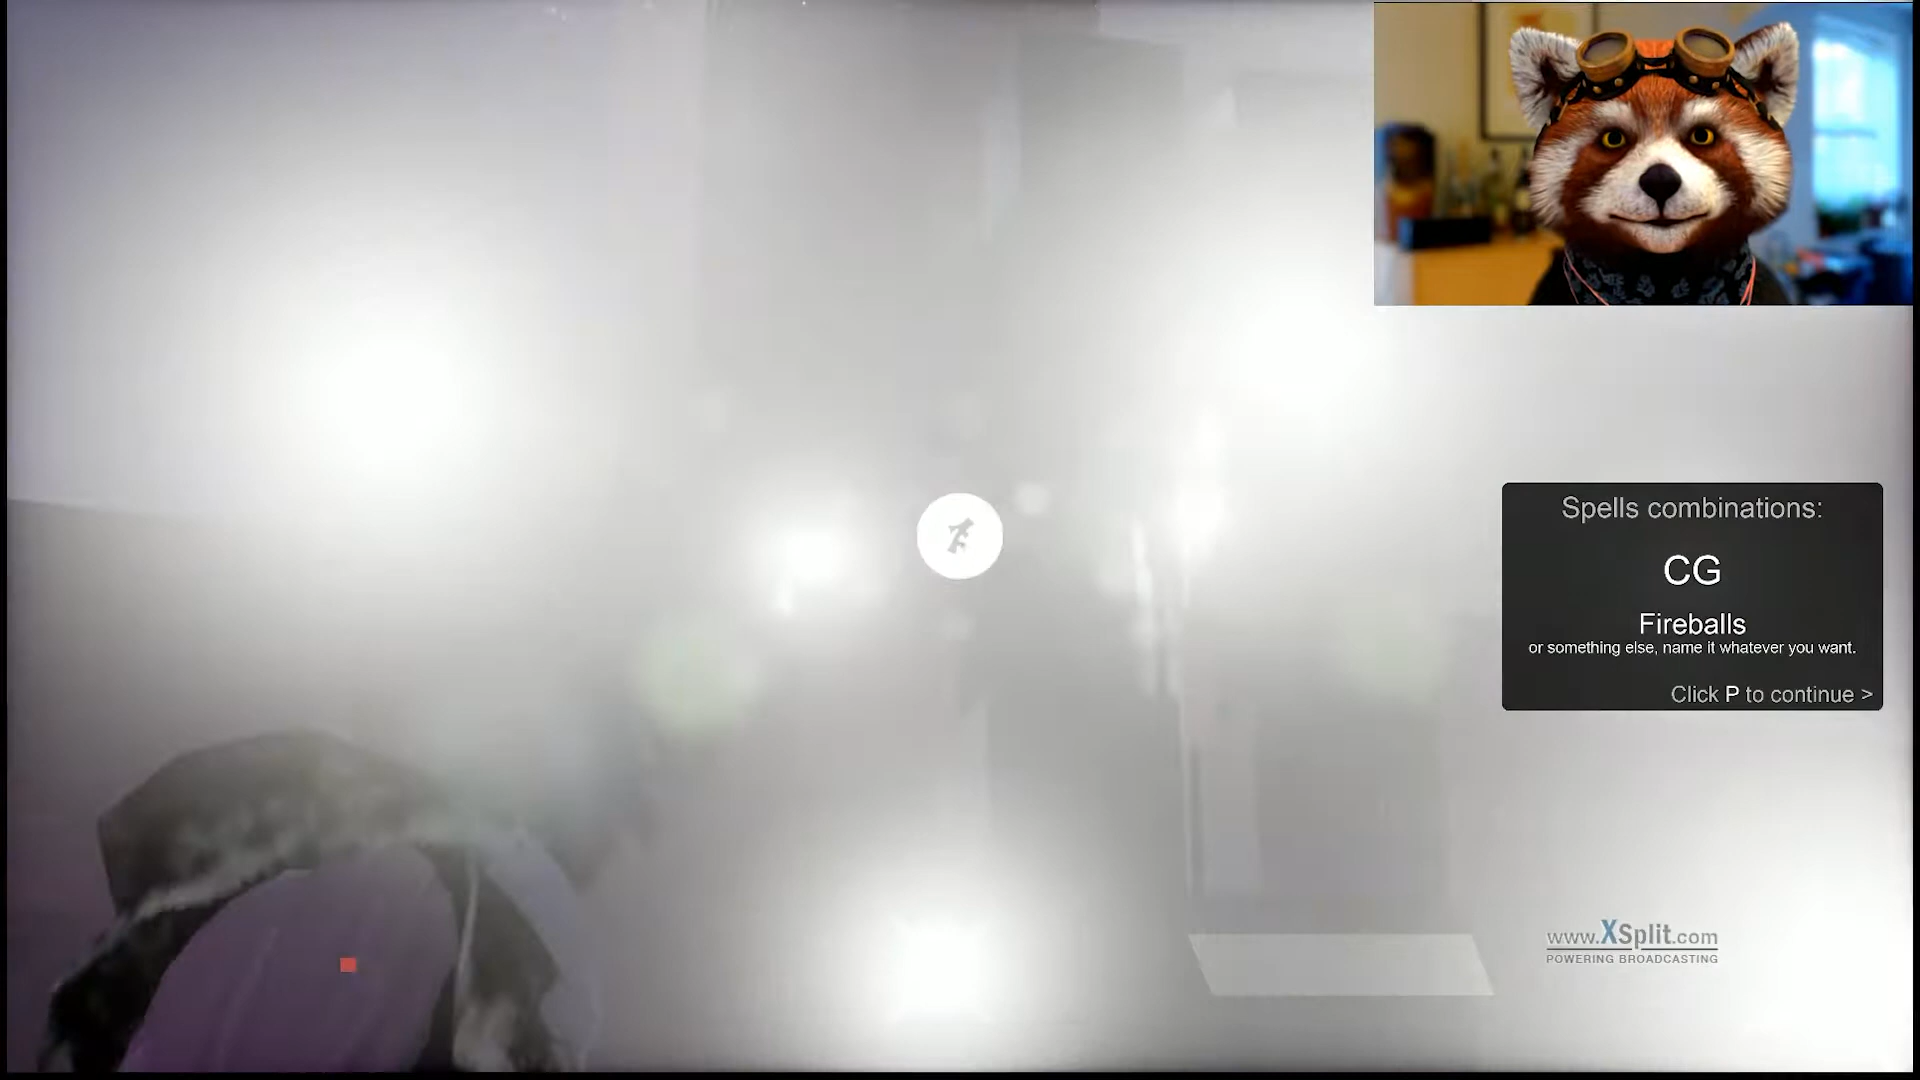 Spells combinations:
CG
Fireballs
or something else, name it whatever you want.
Click P to continue >
www.XSplit.com
POWERING BROADCASTING